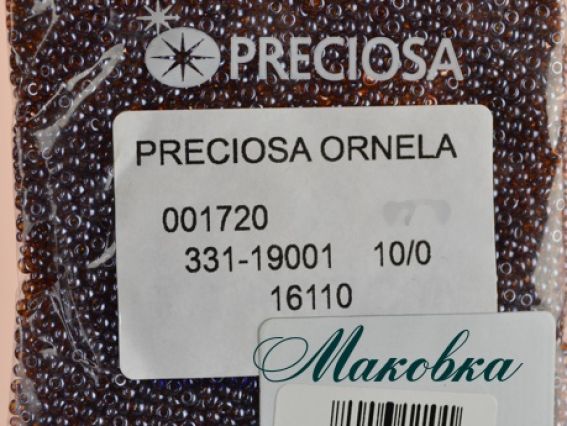 PRECIOSA
PRECIOSA ORNELA
001720
331-19001 10/0
16110
Маковка